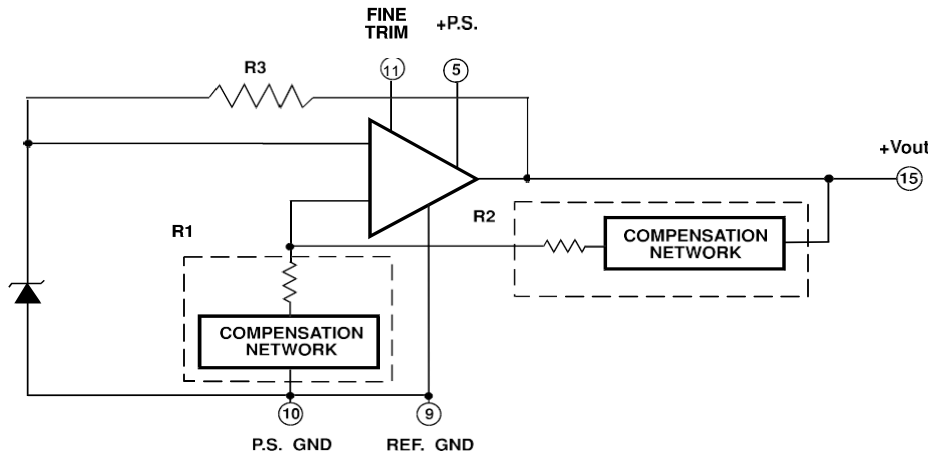 FINE
TRIM
+P.S.
11
5
R3
+Vout
15
R2
R1
COMPENSATION
NETWORK
COMPENSATION
NETWORK
10
9
P.S. GND
REF. GND